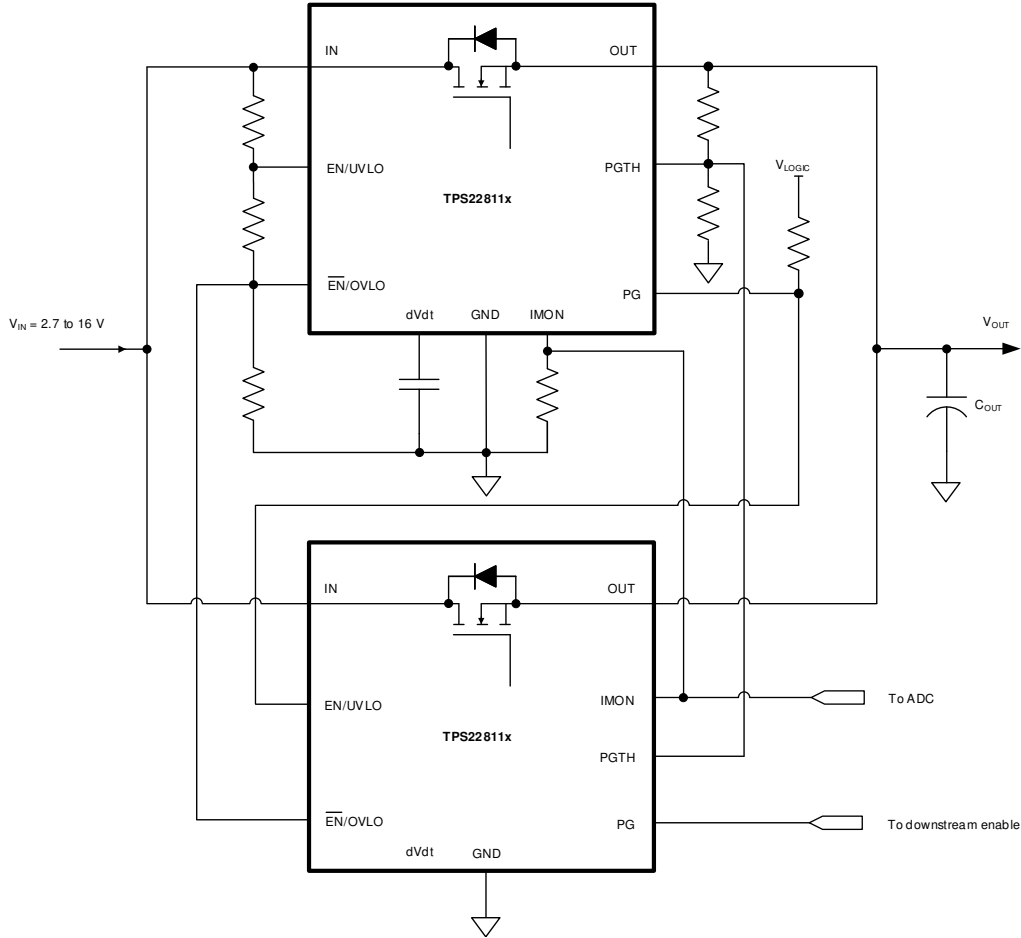 IN
OUT
EN/UVLO
PGTH
VLOGIC
TPS22811x
EN/OVLO
PG
dVdt
GND
IMON
VIN = 2.7 to 16 V
VOUT
COUT
IN
OUT
EN/UVLO
IMON
To ADC
TPS22811x
PGTH
EN/OVLO
PG
To downstream enable
dVdt
GND